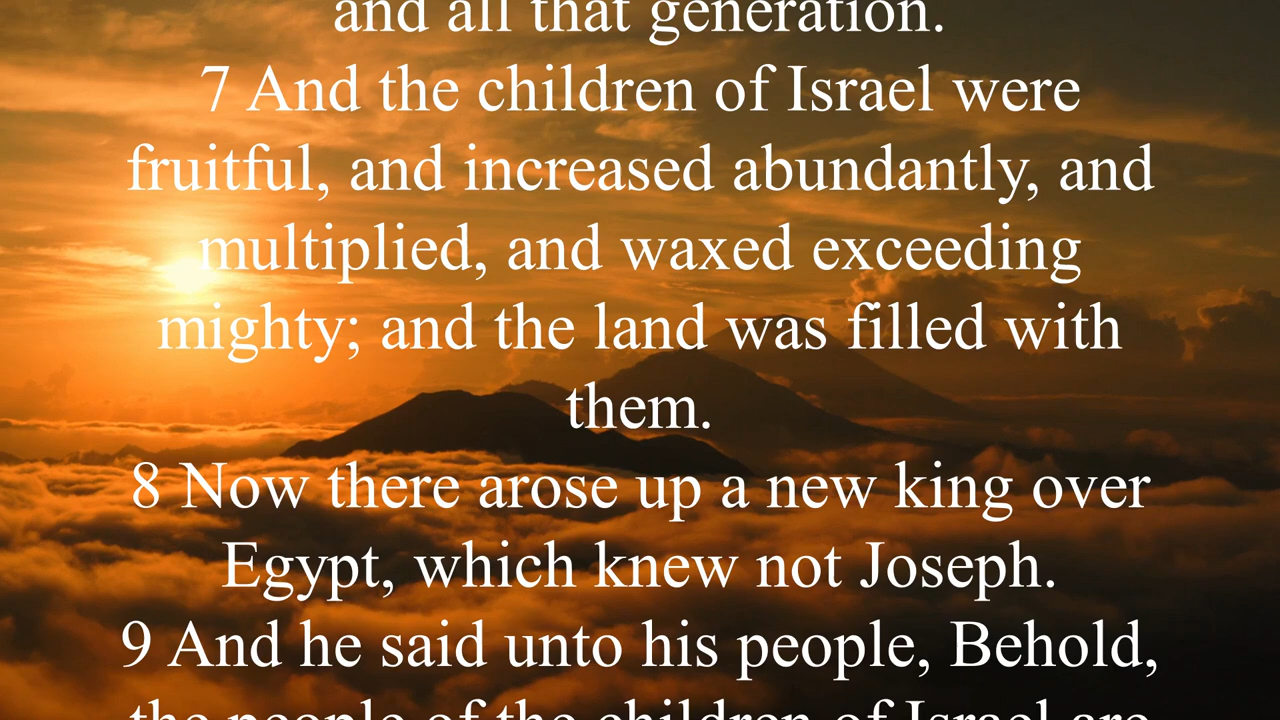 and all that generation.
7 And the children of Israel were
fruitful, and increased abundantly, and
multiplied, and waxed exceeding
mighty; and the land was filled with
them.
8 Now there arose up a new king over
Egypt, which knew not Joseph.
9 And he said unto his people, Behold,
the people of the children of Israel are